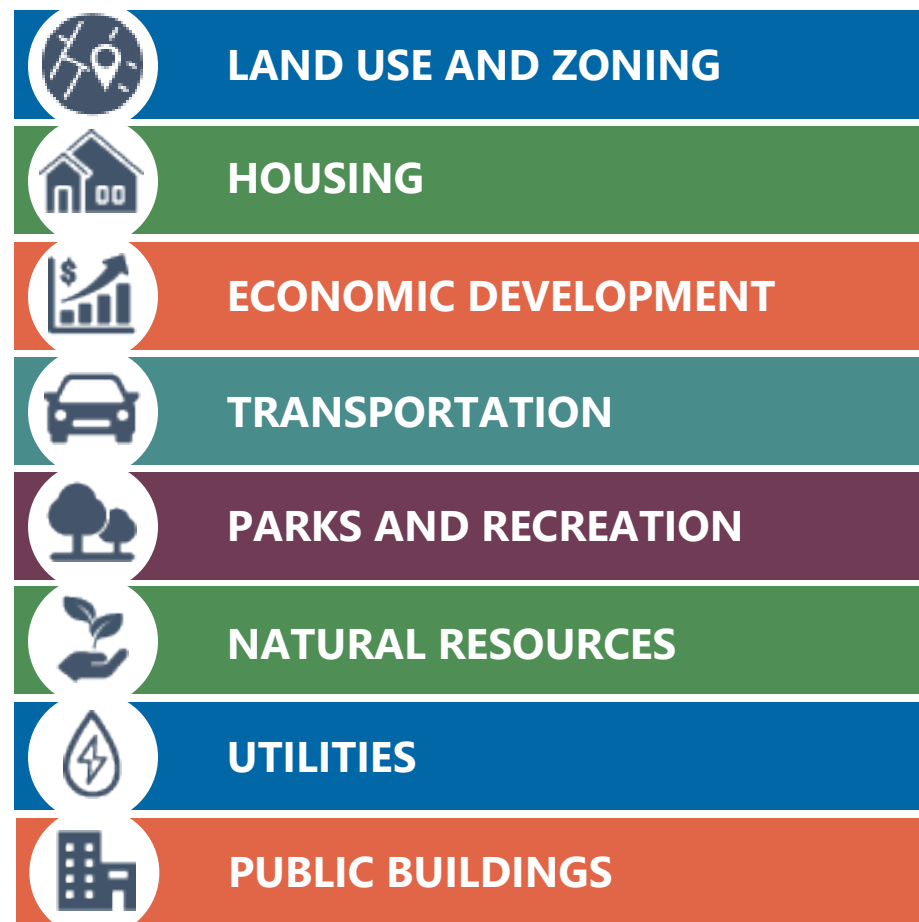 LAND USE AND ZONING
HOUSING
$
ECONOMIC DEVELOPMENT
TRANSPORTATION
PARKS AND RECREATION
NATURAL RESOURCES
UTILITIES
PUBLIC BUILDINGS